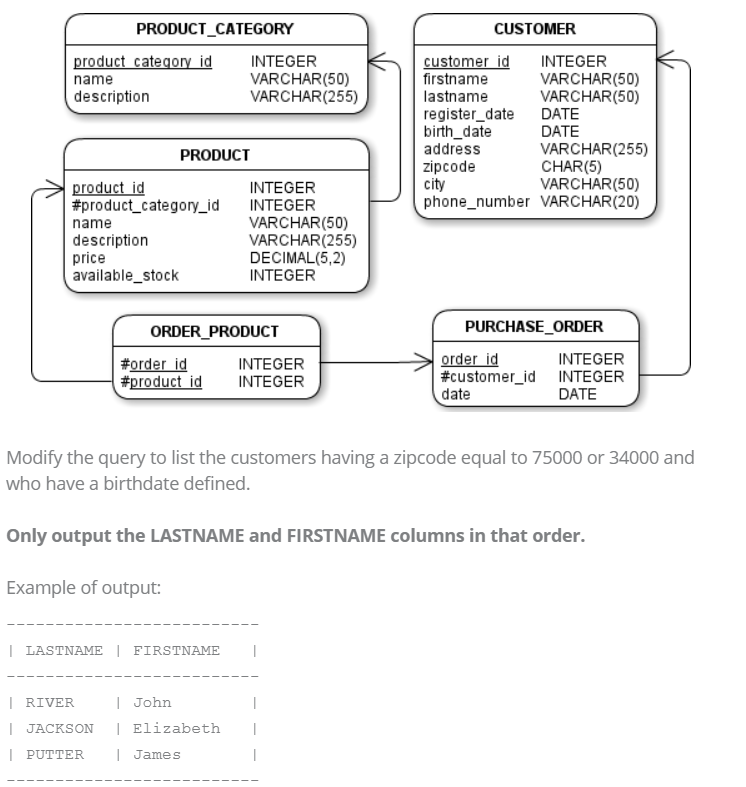 PRODUCT_CATEGORY
product_category_id INTEGER
name VARCHAR(50)
description VARCHAR(255)
CUSTOMER
customer_id INTEGER
firstname VARCHAR(50)
lastname VARCHAR(50)
register_date DATE
birth_date DATE
address VARCHAR(255)
zipcode CHAR(5)
city VARCHAR(50)
phone_number VARCHAR(20)
PRODUCT
product_id INTEGER
#product_category_id INTEGER
name VARCHAR(50)
description VARCHAR(255)
price DECIMAL(5,2)
available_stock INTEGER
ORDER_PRODUCT
#order_id INTEGER
#product_id INTEGER
PURCHASE_ORDER
order_id INTEGER
#customer_id INTEGER
date DATE
Modify the query to list the customers having a zipcode equal to 75000 or 34000 and
who have a birthdate defined.
Only output the LASTNAME and FIRSTNAME columns in that order.
Example of output:
--------------------------
| LASTNAME | FIRSTNAME |
--------------------------
| RIVER | John |
| JACKSON | Elizabeth |
| PUTTER | James |
--------------------------